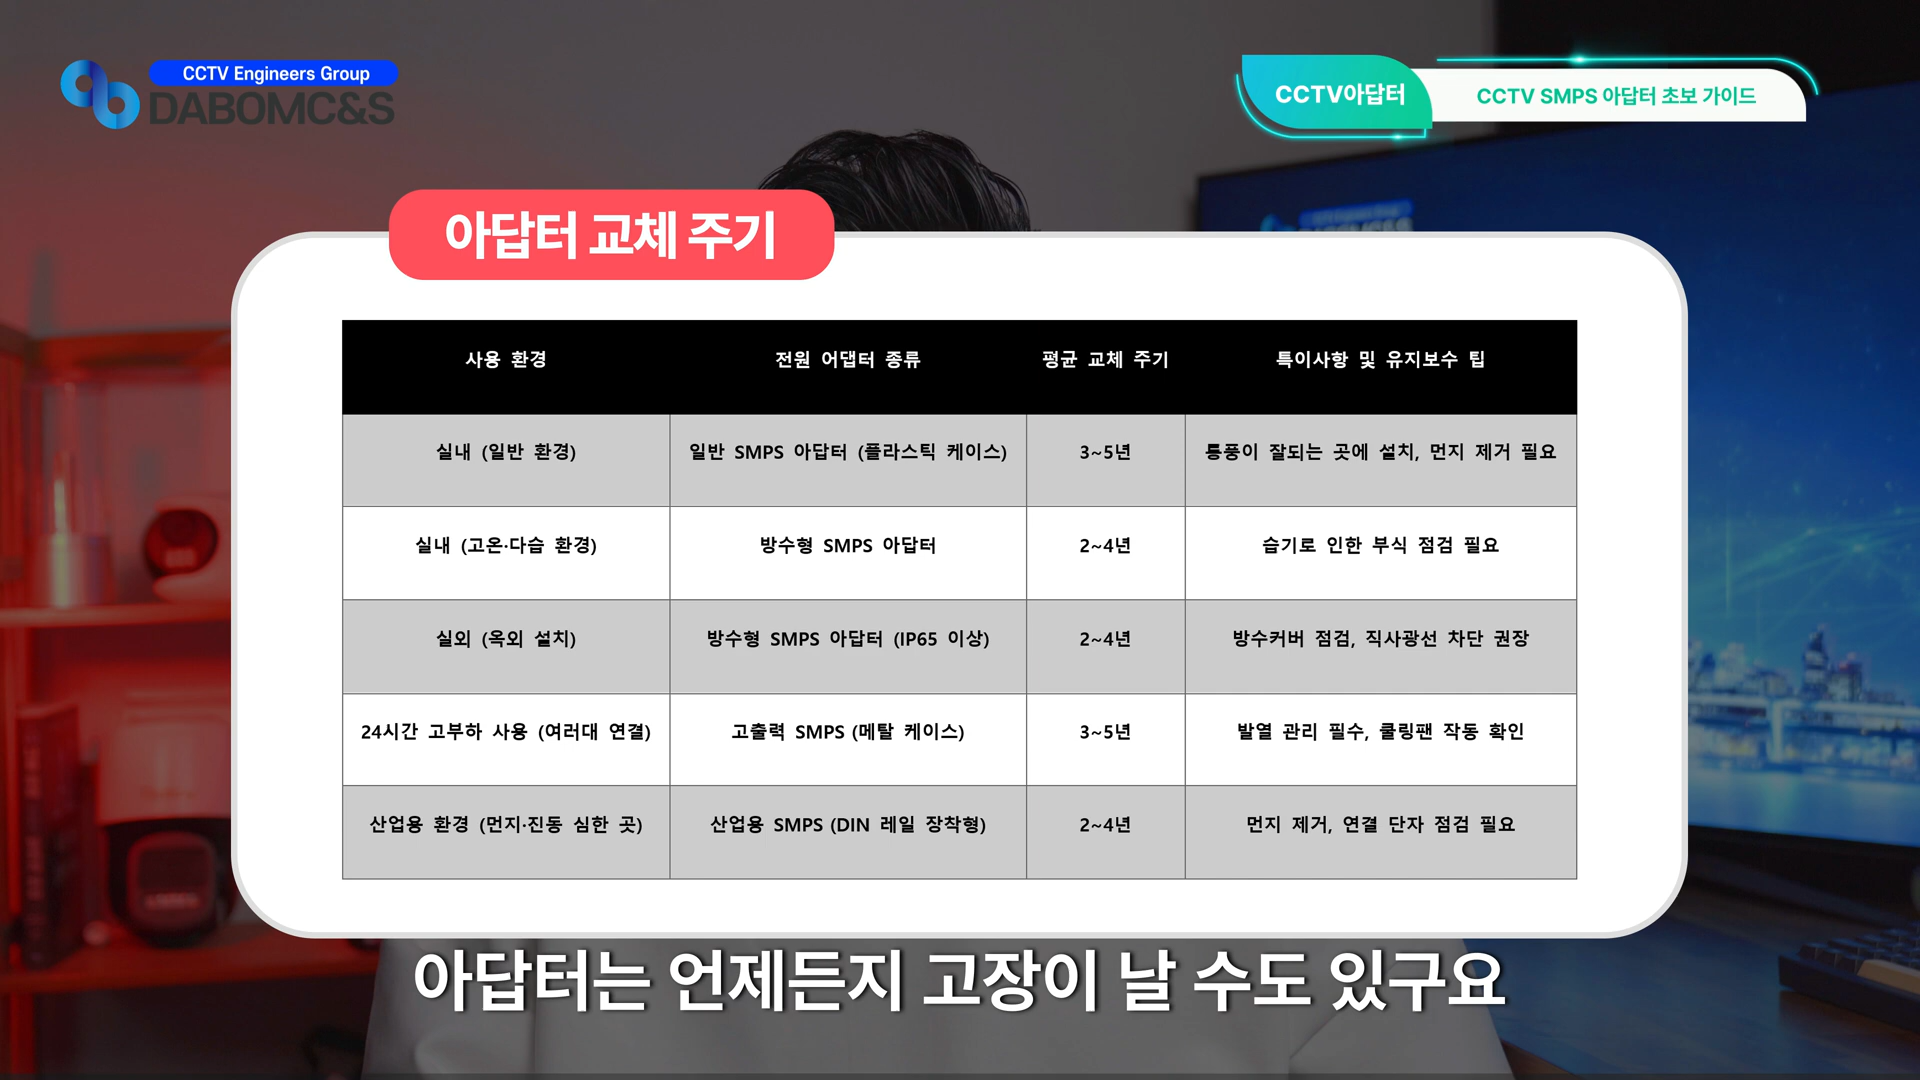 CCTV Engineers Group
DABOMC&S
CCTV아답터
CCTV SMPS 아답터 초보 가이드
아답터 교체 주기
사용 환경 전원 어댑터 종류 평균 교체 주기 특이사항 및 유지보수 팁
실내 (일반 환경) 일반 SMPS 아답터 (플라스틱 케이스) 3~5년 통풍이 잘되는 곳에 설치, 먼지 제거 필요
실내 (고온·다습 환경) 방수형 SMPS 아답터 2~4년 습기로 인한 부식 점검 필요
실외 (옥외 설치) 방수형 SMPS 아답터 (IP65 이상) 2~4년 방수커버 점검, 직사광선 차단 권장
24시간 고부하 사용 (여러대 연결) 고출력 SMPS (메탈 케이스) 3~5년 발열 관리 필수, 쿨링팬 작동 확인
산업용 환경 (먼지·진동 심한 곳) 산업용 SMPS (DIN 레일 장착형) 2~4년 먼지 제거, 연결 단자 점검 필요
아답터는 언제든지 고장이 날 수도 있구요